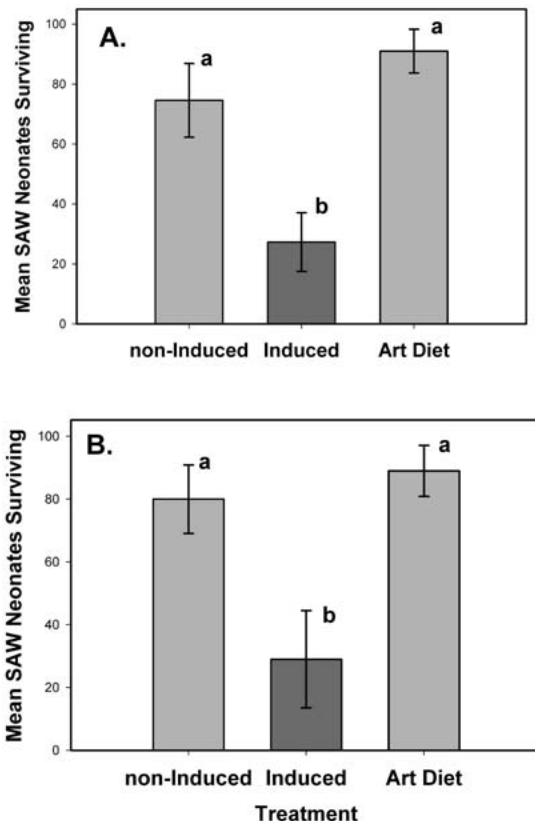 A.
Mean SAW Neonates Surviving
100
80
60
40
20
0
a
b
a
non-Induced Induced Art Diet
B.
Mean SAW Neonates Surviving
100
80
60
40
20
0
a
b
a
non-Induced Induced Art Diet
Treatment